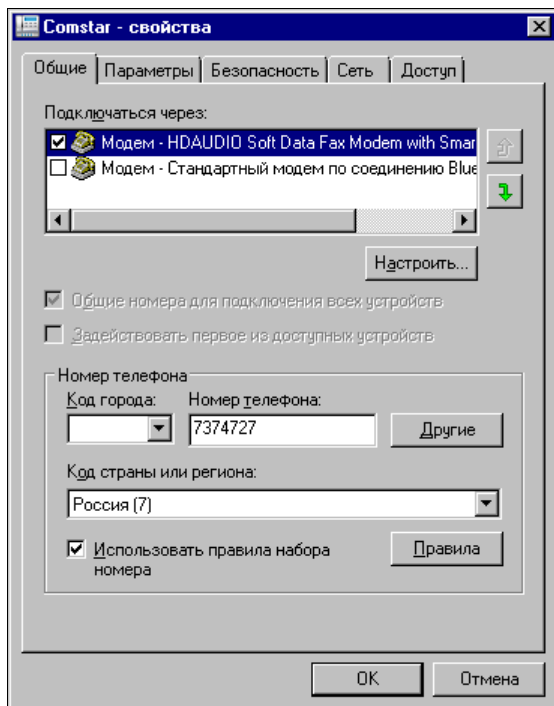 Comstar - свойства
Общие Параметры Безопасность Сеть Доступ
Подключаться через:
Модем - HDAUDIO Soft Data Fax Modem with Smar
Модем - Стандартный модем по соединению Blue
Настроить...
Общие номера для подключения всех устройств
Задействовать первое из доступных устройств
Номер телефона
Код города: Номер телефона:
7374727 Другие
Код страны или региона:
Россия (7)
Использовать правила набора Правила
номера
OK Отмена